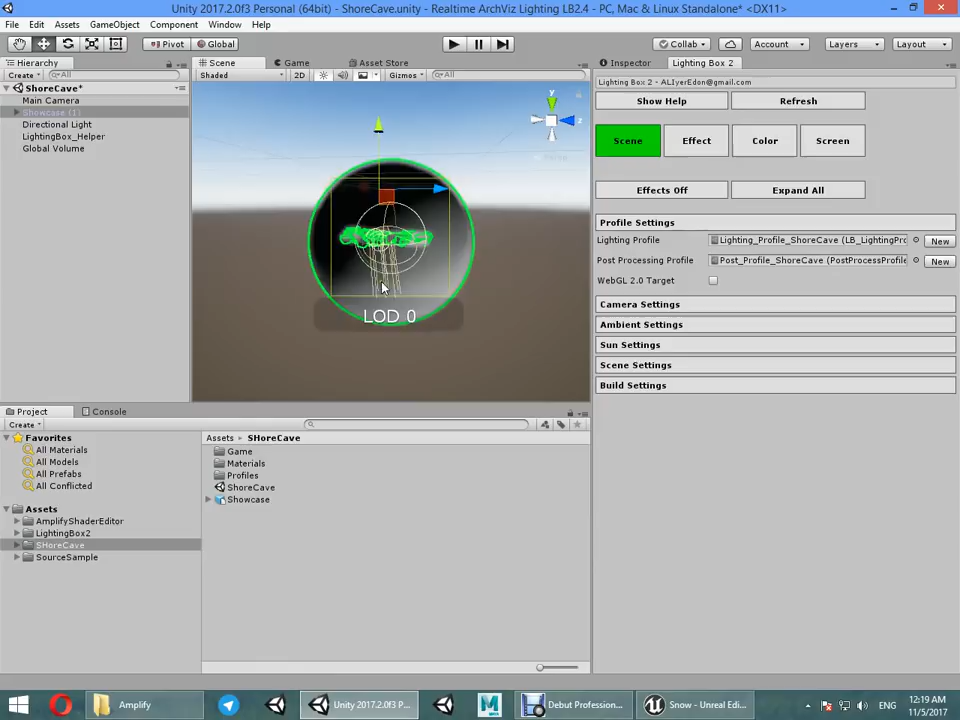 Unity 2017.2.0f3 Personal (64bit) - ShoreCave.unity - Realtime ArchViz Lighting LB2.4 - PC, Mac & Linux Standalone* <DX11>
File Edit Assets GameObject Component Window Help
Pivot Global Collab Account Layers Layout
Hierarchy Scene Game Asset Store Inspector Lighting Box 2
Create All Shaded 2D Gizmos All Lighting Box 2 - ALIyerEdon@gmail.com
ShoreCave*
Main Camera
Showcase (1)
Directional Light
LightingBox_Helper
Global Volume
y
z
LOD 0
Show Help Refresh
Scene Effect Color Screen
Effects Off Expand All
Profile Settings
Lighting Profile Lighting_Profile_ShoreCave (LB_LightingPro New
Post Processing Profile Post_Profile_ShoreCave (PostProcessProfile New
WebGL 2.0 Target
Camera Settings
Ambient Settings
Sun Settings
Scene Settings
Build Settings
Project Console
Create
Favorites
All Materials
All Models
All Prefabs
All Conflicted
Assets
AmplifyShaderEditor
LightingBox2
SHoreCave
SourceSample
Assets SHoreCave
Game
Materials
Profiles
ShoreCave
Showcase
Amplify Unity 2017.2.0f3 P... Debut Profession... Snow - Unreal Edi... ENG 12:19 AM
11/5/2017